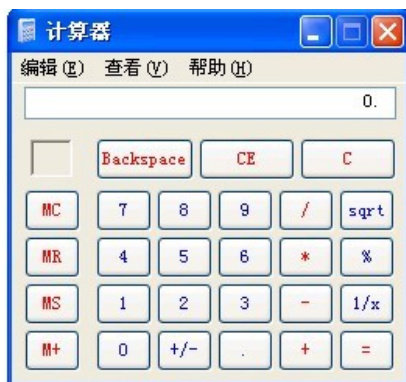 计算器
编辑(E) 查看(V) 帮助(H)
0.
Backspace CE C
MC 7 8 9 / sqrt
MR 4 5 6 * %
MS 1 2 3 - 1/x
M+ 0 +/- . + =